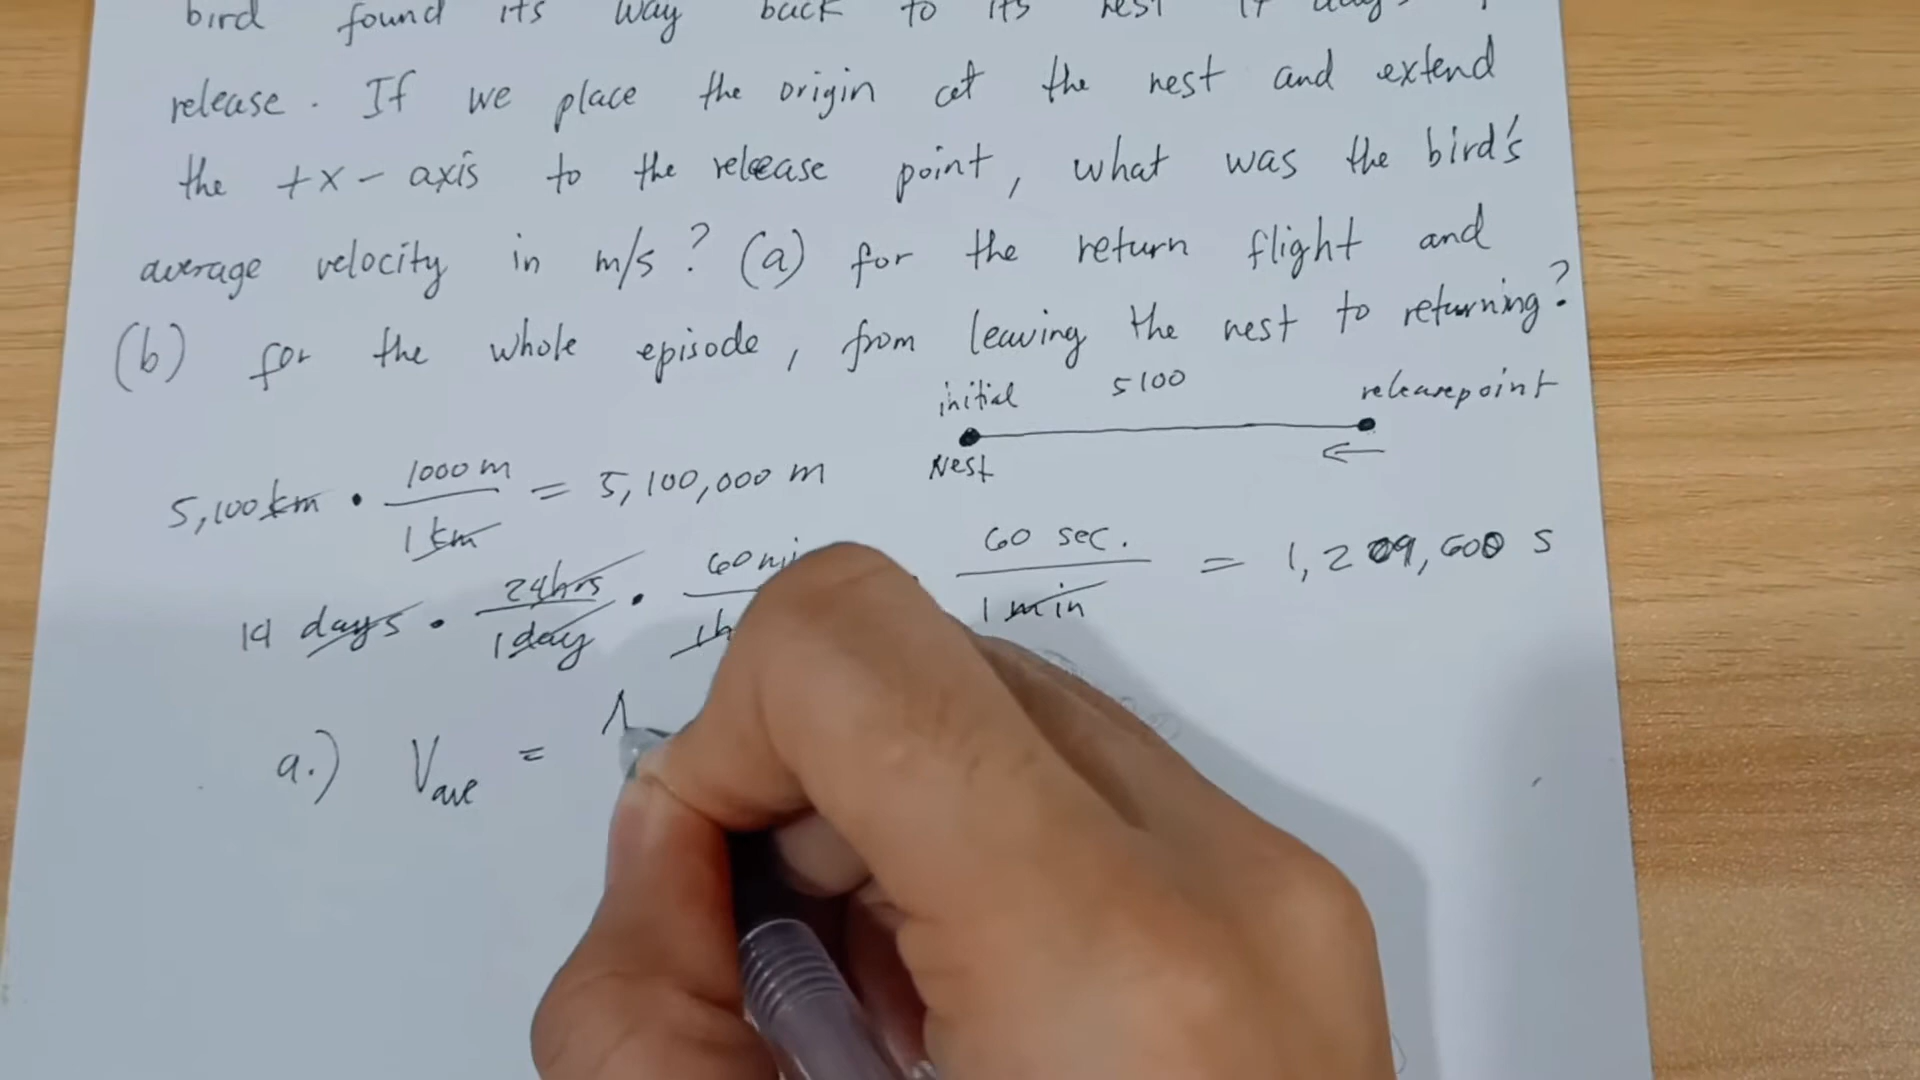 bird found its way back to its nest
release. If we place the origin at the nest and extend
the +x-axis to the release point, what was the bird's
average velocity in m/s? (a) for the return flight and
(b) for the whole episode, from leaving the nest to returning?
initial 5100 releasepoint
Nest
5,100 km • 1000 m / 1 km = 5,100,000 m
14 days • 24hrs / 1 day • 60 60 sec. / 1 min = 1,209,600 s
a.) Vave =